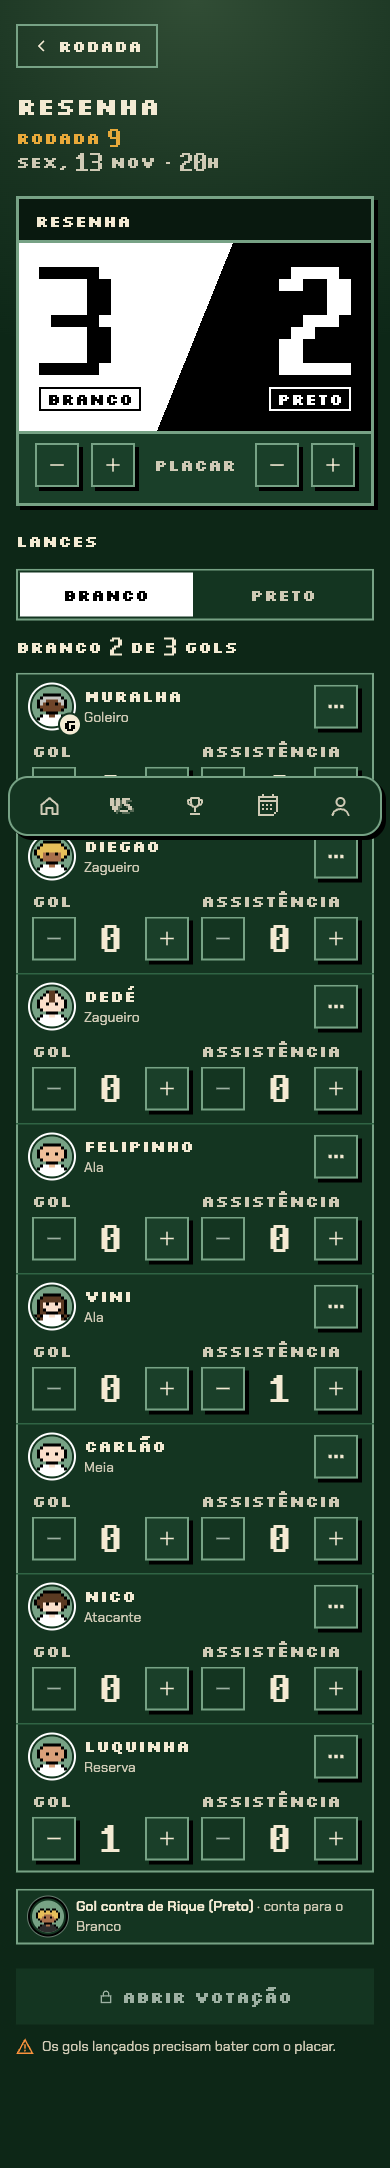 RODADA
RESENHA
RODADA 9
SEX, 13 NOV · 20H
RESENHA
3 2
BRANCO PRETO
− + PLACAR − +
LANCES
BRANCO PRETO
BRANCO 2 DE 3 GOLS
MURALHA ...
G
Goleiro
GOL ASSISTÊNCIA
VS
DIEGÃO
Zagueiro
GOL ASSISTÊNCIA
− 0 + − 0 +
DEDÉ ...
Zagueiro
GOL ASSISTÊNCIA
− 0 + − 0 +
FELIPINHO ...
Ala
GOL ASSISTÊNCIA
− 0 + − 0 +
VINI ...
Ala
GOL ASSISTÊNCIA
− 0 + − 1 +
CARLÃO ...
Meia
GOL ASSISTÊNCIA
− 0 + − 0 +
NICO ...
Atacante
GOL ASSISTÊNCIA
− 0 + − 0 +
LUQUINHA ...
Reserva
GOL ASSISTÊNCIA
− 1 + − 0 +
Gol contra de Rique (Preto) · conta para o
Branco
ABRIR VOTAÇÃO
Os gols lançados precisam bater com o placar.